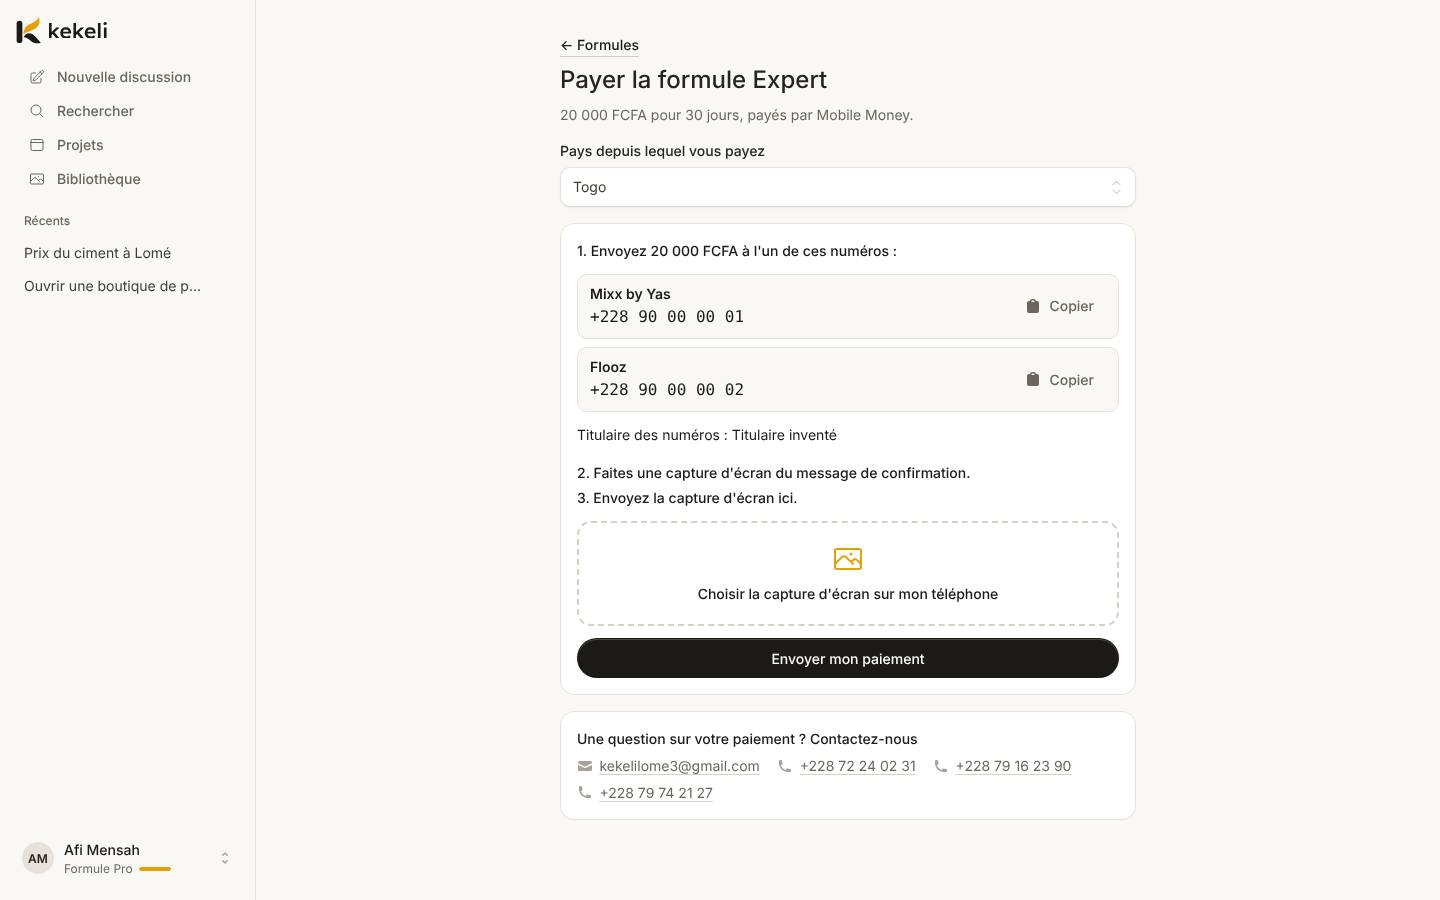 kekeli
Nouvelle discussion
Rechercher
Projets
Bibliothèque
Récents
Prix du ciment à Lomé
Ouvrir une boutique de p...
AM
Afi Mensah
Formule Pro
← Formules
Payer la formule Expert
20 000 FCFA pour 30 jours, payés par Mobile Money.
Pays depuis lequel vous payez
Togo
1. Envoyez 20 000 FCFA à l'un de ces numéros :
Mixx by Yas
+228 90 00 00 01
Copier
Flooz
+228 90 00 00 02
Copier
Titulaire des numéros : Titulaire inventé
2. Faites une capture d'écran du message de confirmation.
3. Envoyez la capture d'écran ici.
Choisir la capture d'écran sur mon téléphone
Envoyer mon paiement
Une question sur votre paiement ? Contactez-nous
kekelilome3@gmail.com +228 72 24 02 31 +228 79 16 23 90
+228 79 74 21 27